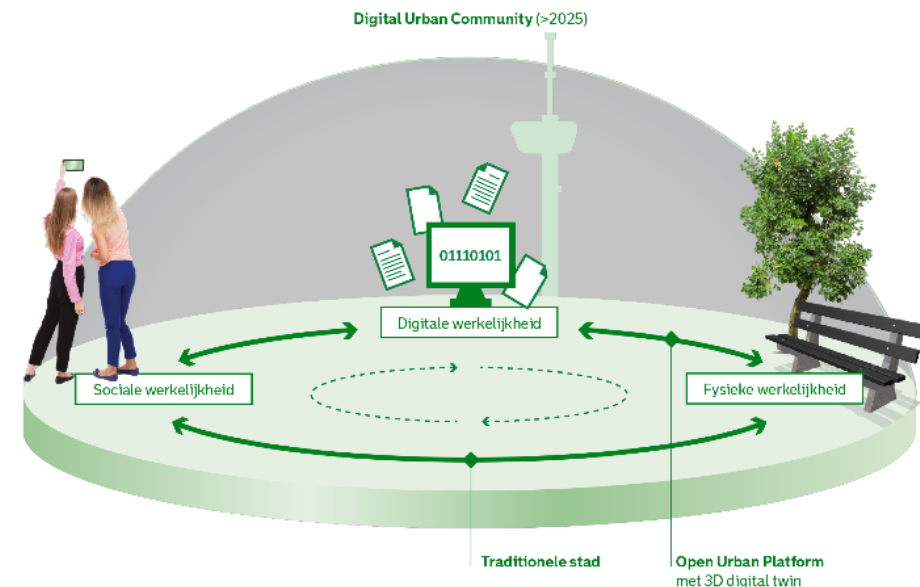 Digital Urban Community (>2025)
01110101
Digitale werkelijkheid
Sociale werkelijkheid
Fysieke werkelijkheid
Traditionele stad
Open Urban Platform
met 3D digital twin